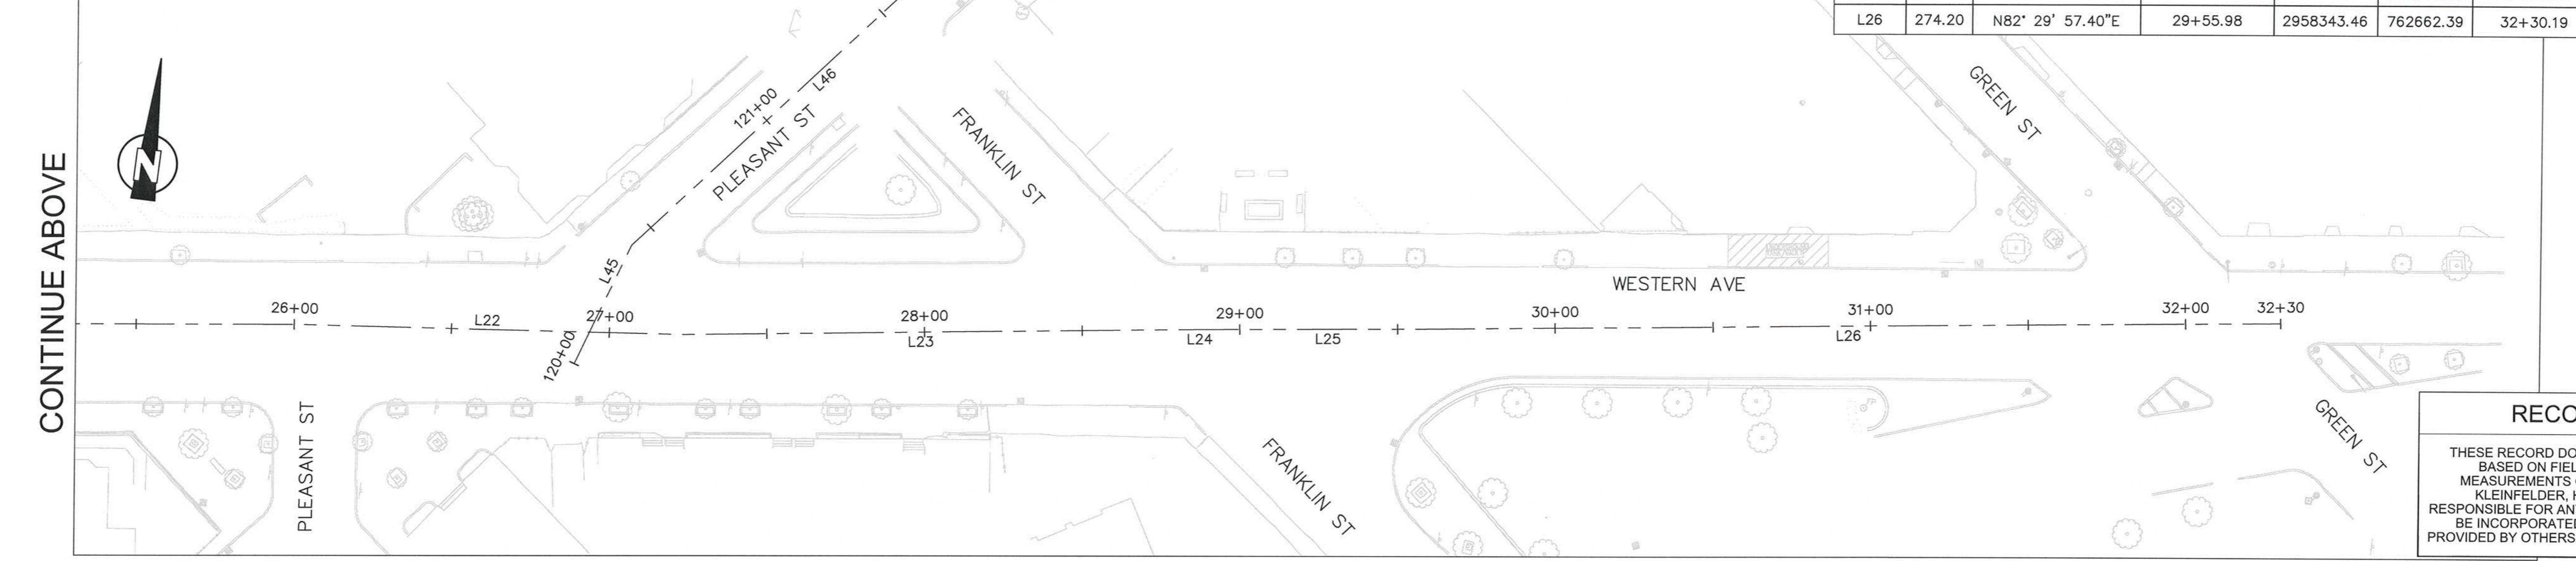 L26 274.20 N82° 29' 57.40"E 29+55.98 2958343.46 762662.39 32+30.19
CONTINUE ABOVE
N
L46
121+00
PLEASANT ST
FRANKLIN ST
GREEN ST
L45
WESTERN AVE
26+00 27+00 28+00 29+00 30+00 31+00 32+00 32+30
L22 L23 L24 L25 L26
120+00
PLEASANT ST
FRANKLIN ST
GREEN ST
RECO
THESE RECORD DO
BASED ON FIEL
MEASUREMENTS
KLEINFELDER,
RESPONSIBLE FOR AN
BE INCORPORATE
PROVIDED BY OTHERS